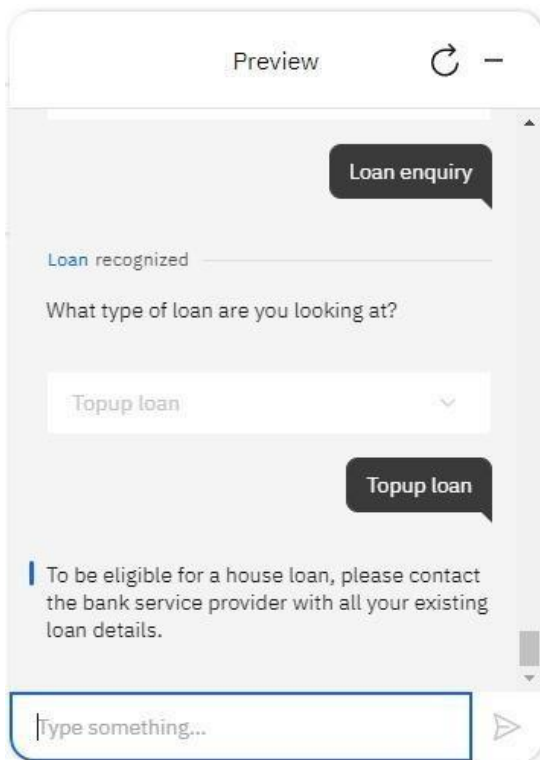 Preview
Loan enquiry
Loan recognized
What type of loan are you looking at?
Topup loan
Topup loan
To be eligible for a house loan, please contact
the bank service provider with all your existing
loan details.
Type something...